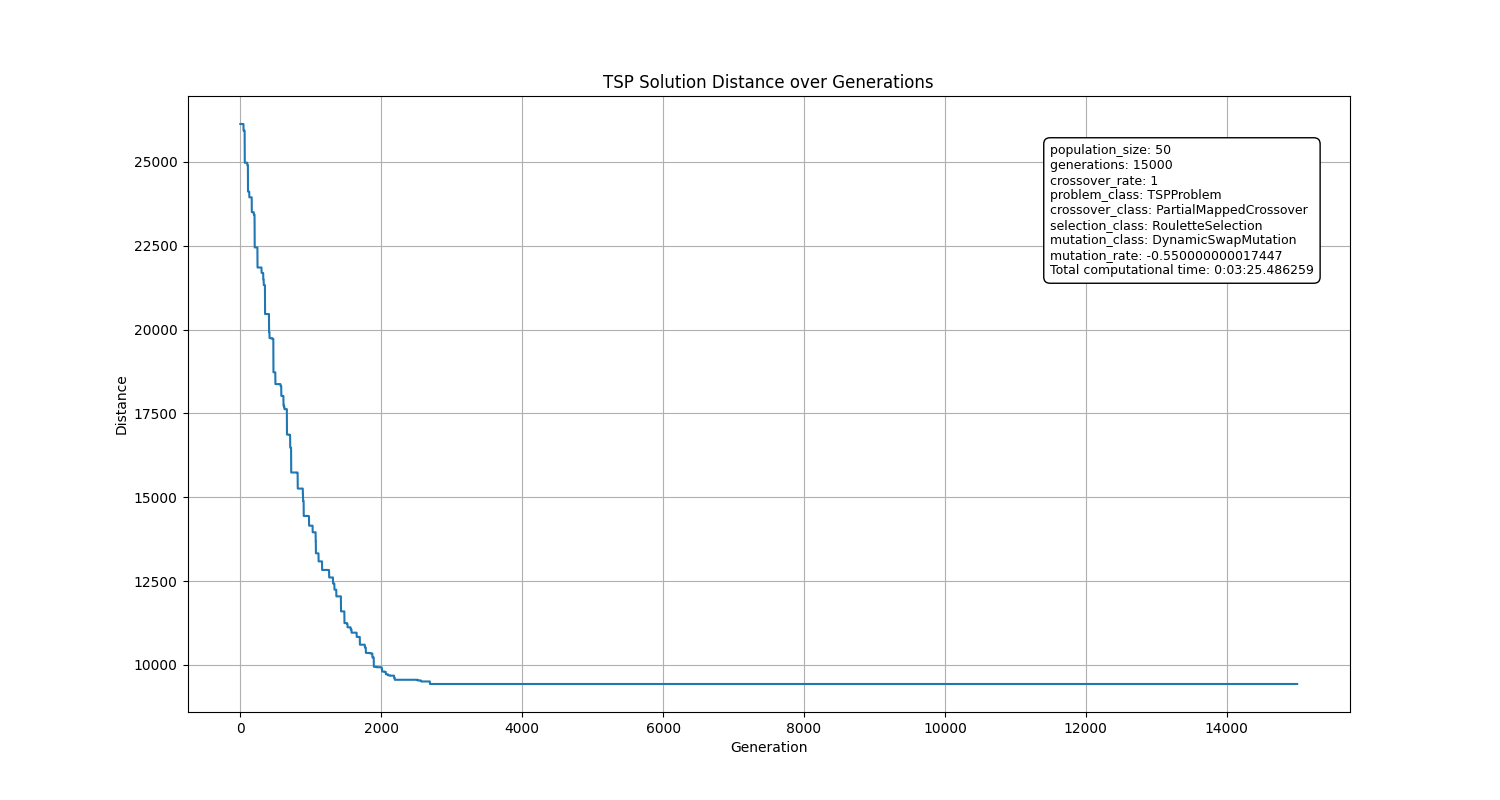 TSP Solution Distance over Generations
25000
22500
20000
17500
15000
12500
10000
Distance
population_size: 50
generations: 15000
crossover_rate: 1
problem_class: TSPProblem
crossover_class: PartialMappedCrossover
selection_class: RouletteSelection
mutation_class: DynamicSwapMutation
mutation_rate: -0.550000000017447
Total computational time: 0:03:25.486259
0 2000 4000 6000 8000 10000 12000 14000
Generation